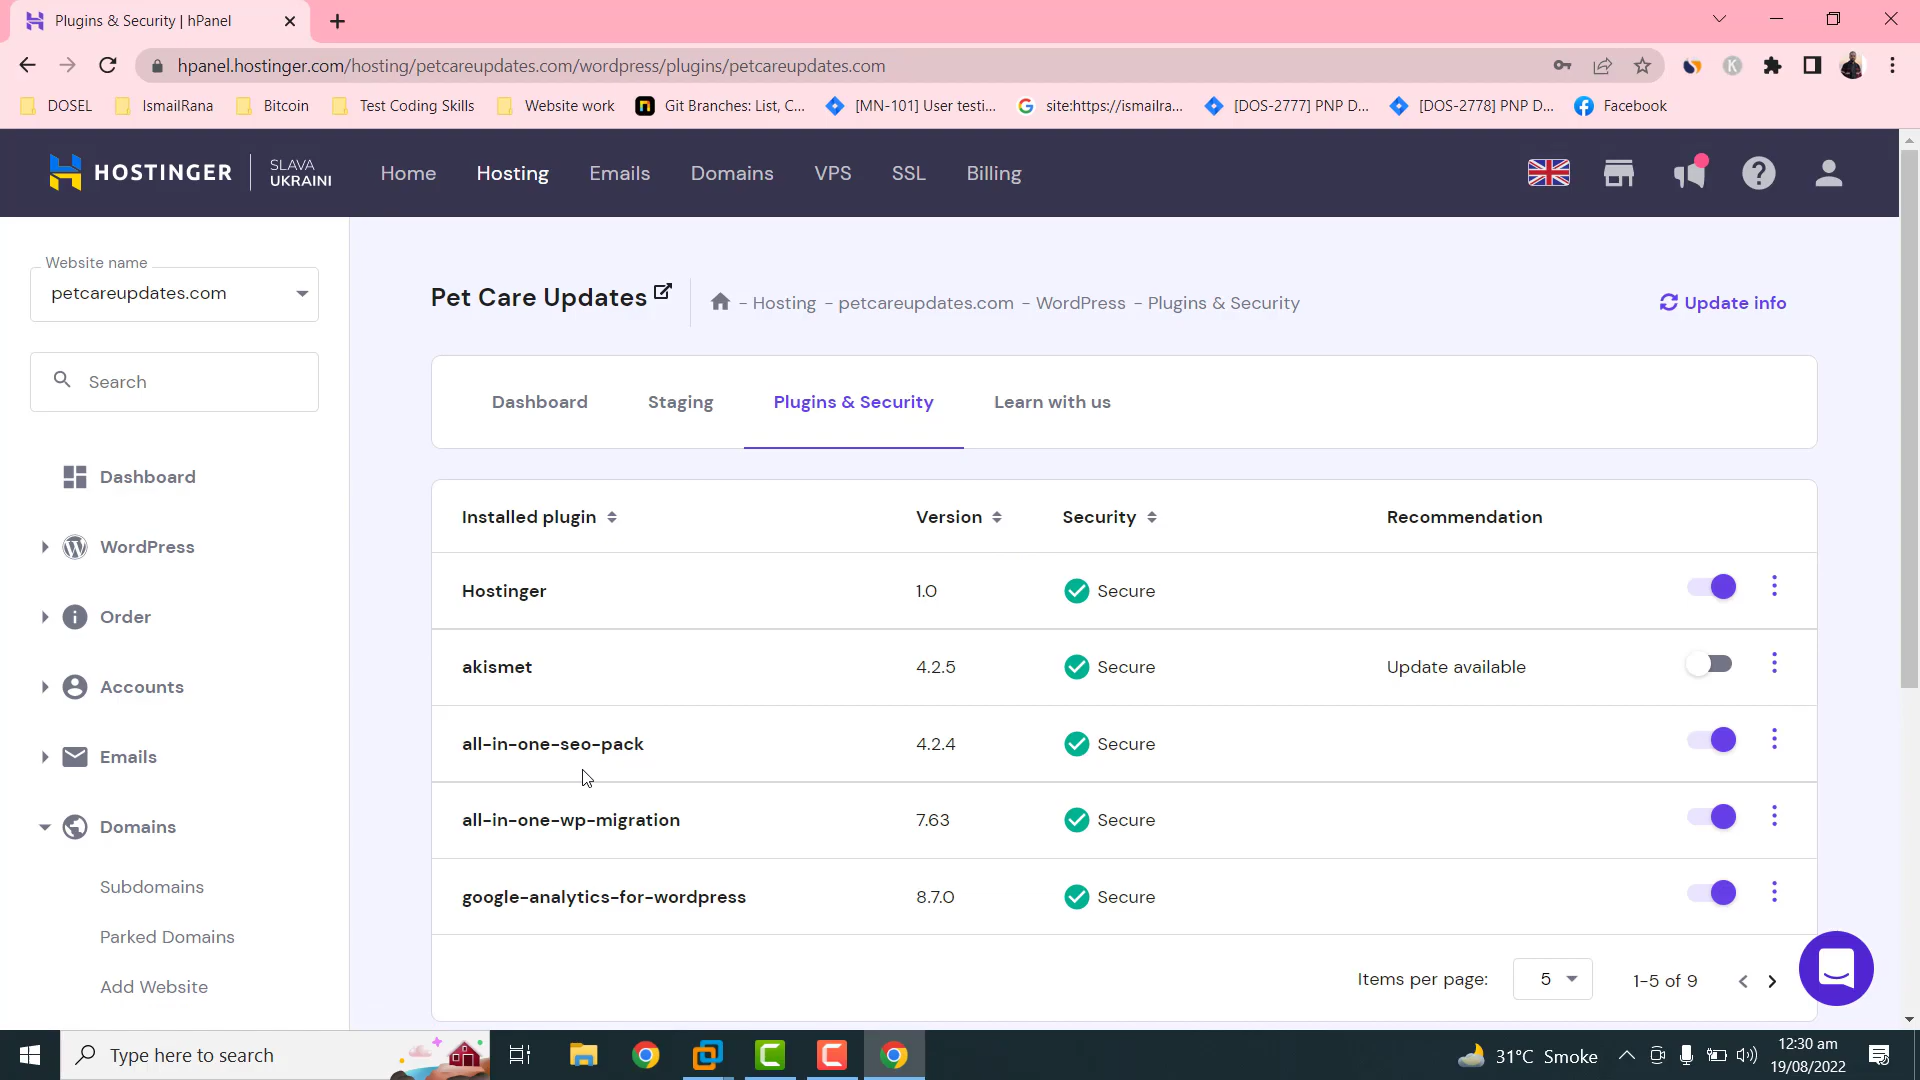 Plugins & Security | hPanel
hpanel.hostinger.com/hosting/petcareupdates.com/wordpress/plugins/petcareupdates.com
DOSEL IsmailRana Bitcoin Test Coding Skills Website work Git Branches: List, C... [MN-101] User testi... site:https://ismailra... [DOS-2777] PNP D... [DOS-2778] PNP D... Facebook
HOSTINGER SLAVA UKRAINI Home Hosting Emails Domains VPS SSL Billing
Website name
petcareupdates.com
Search
Dashboard
WordPress
Order
Accounts
Emails
Domains
Subdomains
Parked Domains
Add Website
Pet Care Updates - Hosting - petcareupdates.com - WordPress - Plugins & Security Update info
Dashboard Staging Plugins & Security Learn with us
Installed plugin Version Security Recommendation
Hostinger 1.0 Secure
akismet 4.2.5 Secure Update available
all-in-one-seo-pack 4.2.4 Secure
all-in-one-wp-migration 7.63 Secure
google-analytics-for-wordpress 8.7.0 Secure
Items per page: 5 1-5 of 9
Type here to search
31°C Smoke
12:30 am
19/08/2022